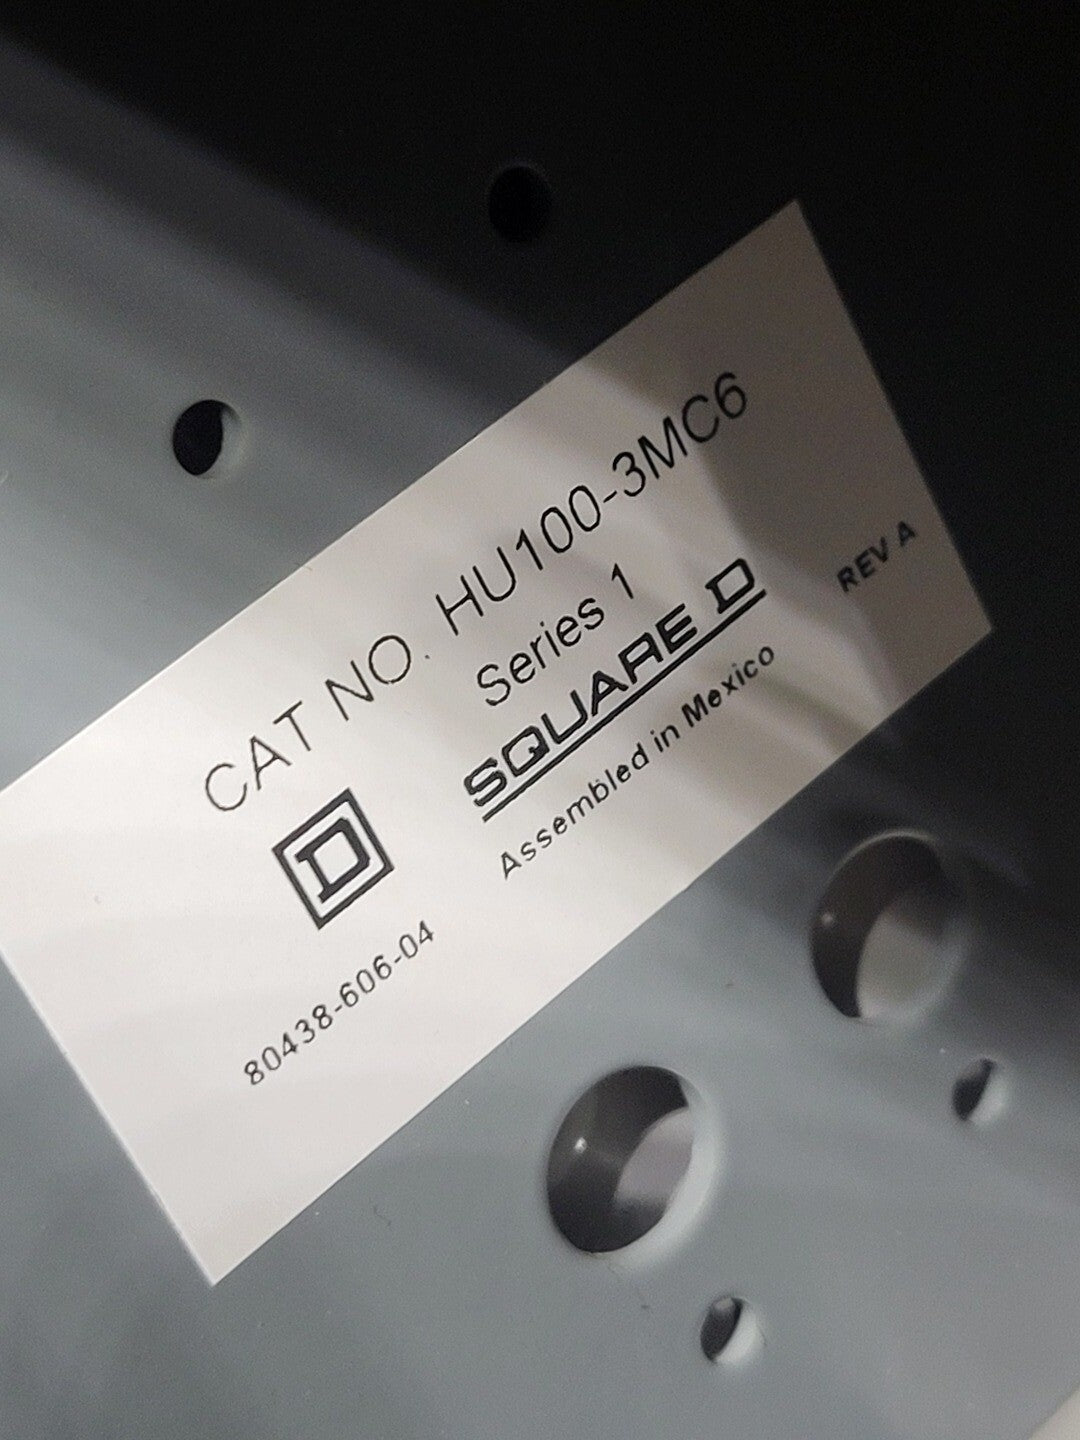 CAT NO. HU100-3MC6
Series 1
D
SQUARE D
Assembled in Mexico
REV A
80438-606-04